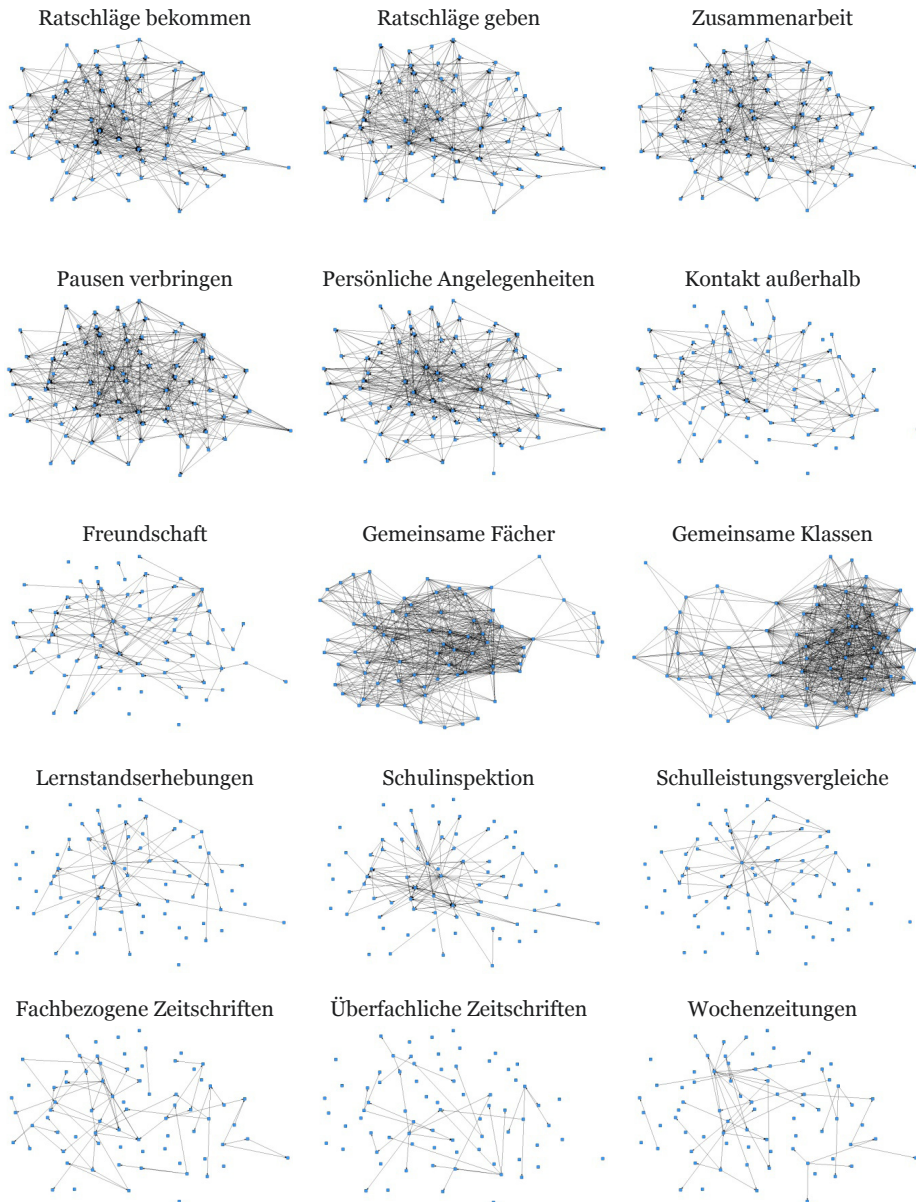 Ratschläge bekommen
Ratschläge geben
Zusammenarbeit
Pausen verbringen
Persönliche Angelegenheiten
Kontakt außerhalb
Freundschaft
Gemeinsame Fächer
Gemeinsame Klassen
Lernstandserhebungen
Schulinspektion
Schulleistungsvergleiche
Fachbezogene Zeitschriften
Überfachliche Zeitschriften
Wochenzeitungen